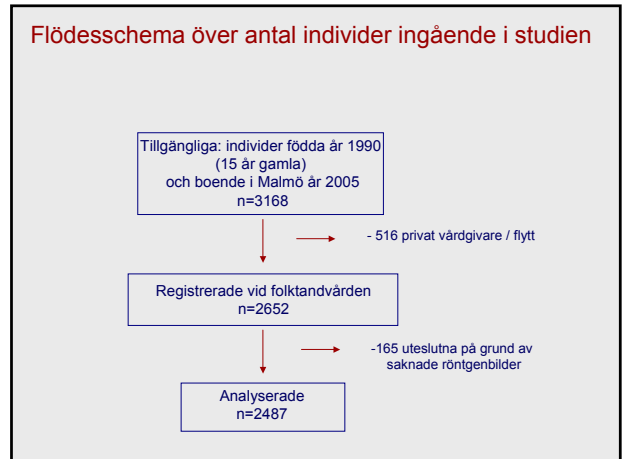 Flödesschema över antal individer ingående i studien
Tillgängliga: individer födda år 1990
(15 år gamla)
och boende i Malmö år 2005
n=3168
- 516 privat vårdgivare / flytt
Registrerade vid folktandvården
n=2652
-165 uteslutna på grund av
saknade röntgenbilder
Analyserade
n=2487